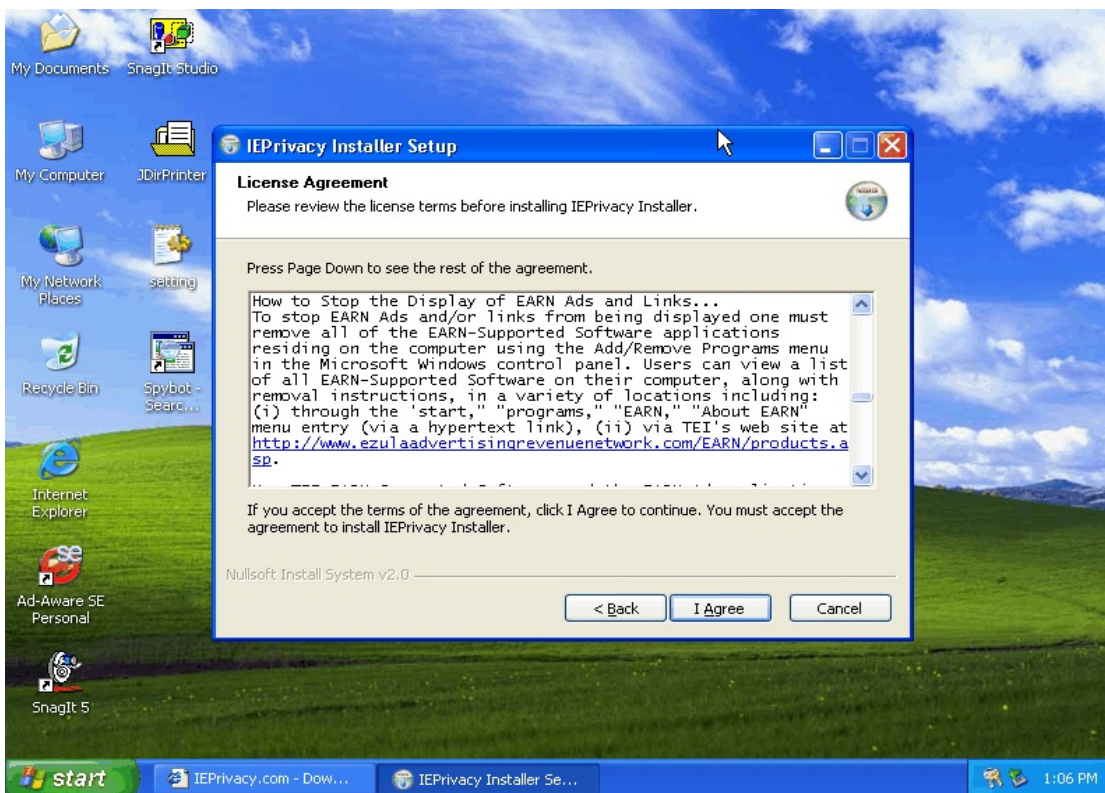 My Documents
SnagIt Studio
My Computer
JDirPrinter
My Network
Places
setting
Recycle Bin
Spybot -
Searc...
Internet
Explorer
Ad-Aware SE
Personal
SnagIt 5
IEPrivacy Installer Setup
License Agreement
Please review the license terms before installing IEPrivacy Installer.
Press Page Down to see the rest of the agreement.
How to Stop the Display of EARN Ads and Links...
To stop EARN Ads and/or links from being displayed one must
remove all of the EARN-Supported Software applications
residing on the computer using the Add/Remove Programs menu
in the Microsoft Windows control panel. Users can view a list
of all EARN-Supported Software on their computer, along with
removal instructions, in a variety of locations including:
(i) through the 'start," "programs," "EARN," "About EARN"
menu entry (via a hypertext link), (ii) via TEI's web site at
http://www.ezulaadvertisingrevenuenetwork.com/EARN/products.a
sp.
If you accept the terms of the agreement, click I Agree to continue. You must accept the
agreement to install IEPrivacy Installer.
Nullsoft Install System v2.0
< Back
I Agree
Cancel
start
IEPrivacy.com - Dow...
IEPrivacy Installer Se...
1:06 PM